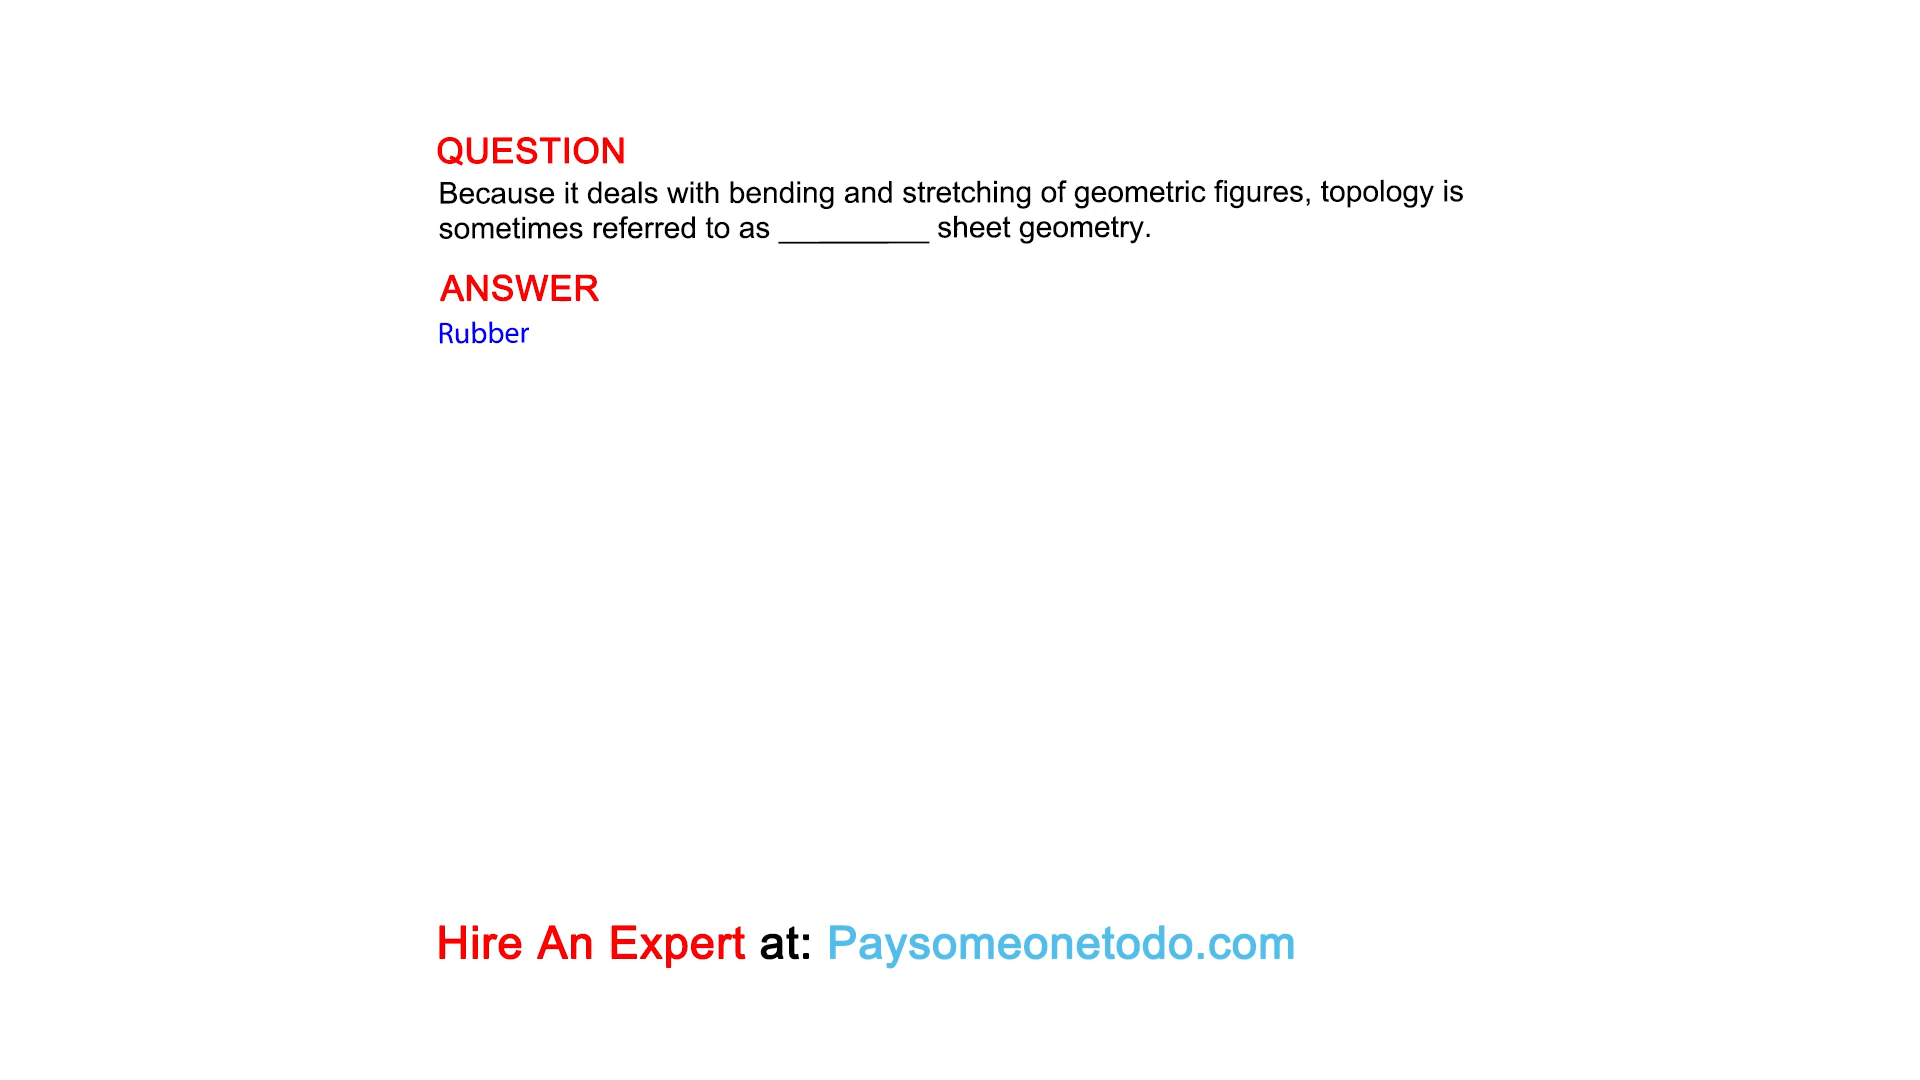 QUESTION
Because it deals with bending and stretching of geometric figures, topology is
sometimes referred to as _________ sheet geometry.
ANSWER
Rubber
Hire An Expert at: Paysomeonetodo.com